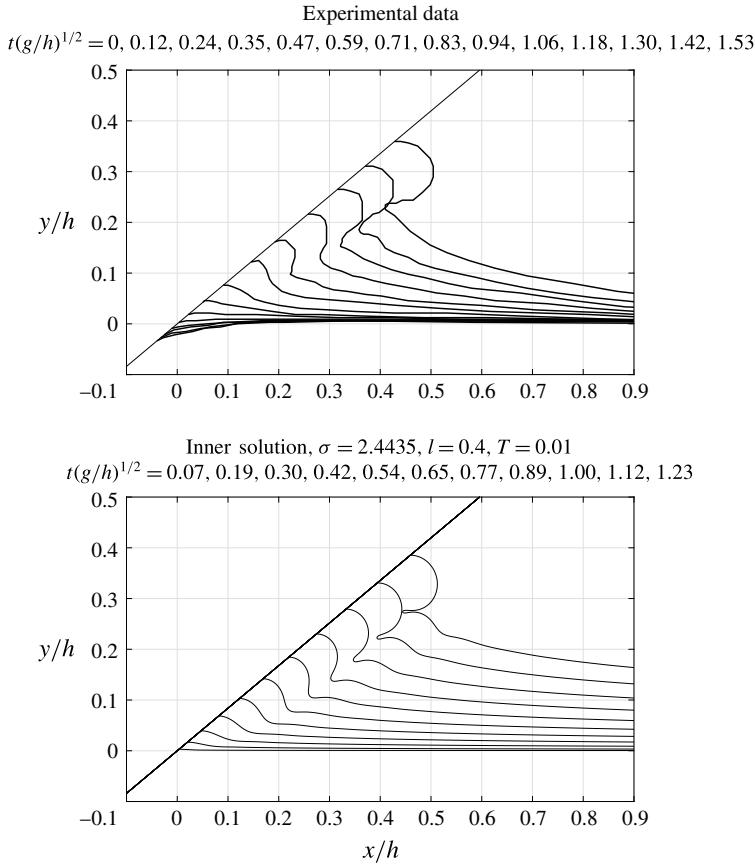 Experimental data
t(g/h)^{1/2} = 0, 0.12, 0.24, 0.35, 0.47, 0.59, 0.71, 0.83, 0.94, 1.06, 1.18, 1.30, 1.42, 1.53
0.5
0.4
0.3
y/h
0.2
0.1
0
−0.1 0 0.1 0.2 0.3 0.4 0.5 0.6 0.7 0.8 0.9
Inner solution, σ = 2.4435, l = 0.4, T = 0.01
t(g/h)^{1/2} = 0.07, 0.19, 0.30, 0.42, 0.54, 0.65, 0.77, 0.89, 1.00, 1.12, 1.23
0.5
0.4
0.3
y/h
0.2
0.1
0
−0.1 0 0.1 0.2 0.3 0.4 0.5 0.6 0.7 0.8 0.9
x/h